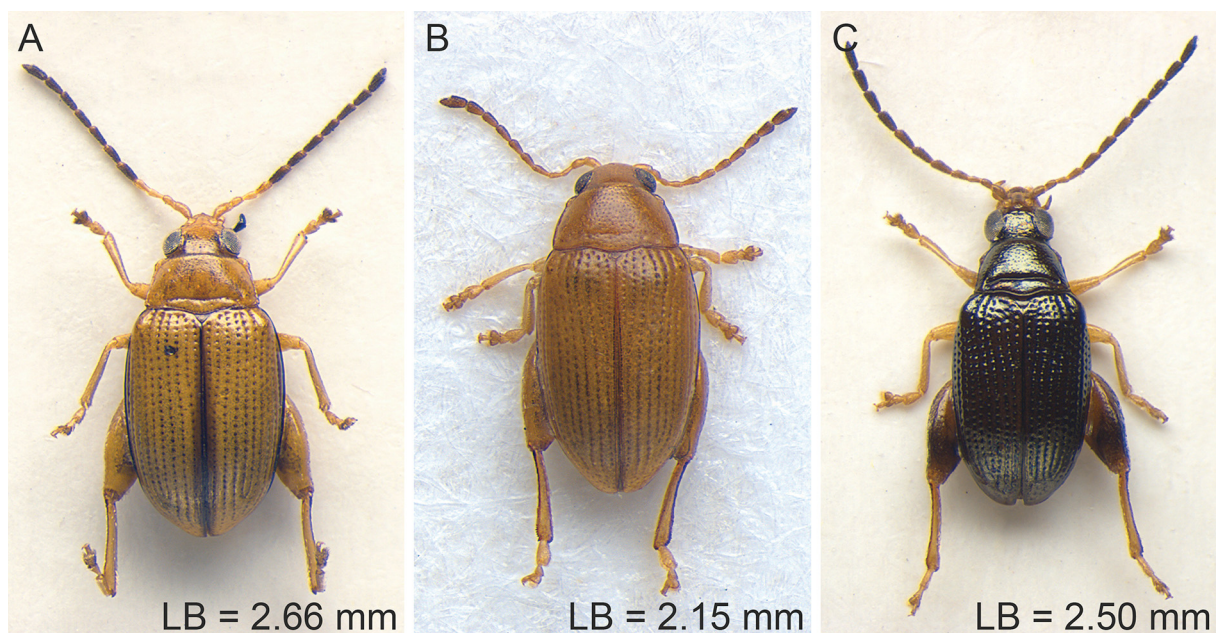 A
B
C
LB = 2.66 mm
LB = 2.15 mm
LB = 2.50 mm